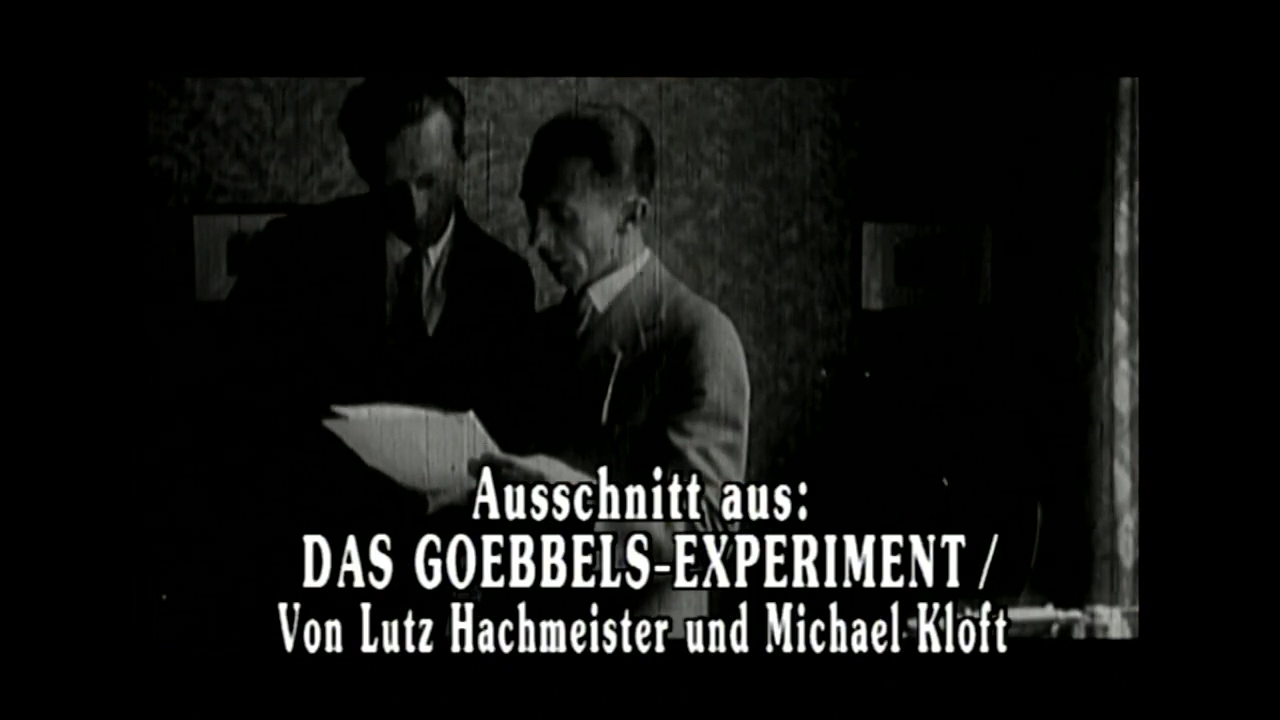 Ausschnitt aus:
DAS GOEBBELS-EXPERIMENT /
Von Lutz Hachmeister und Michael Kloft